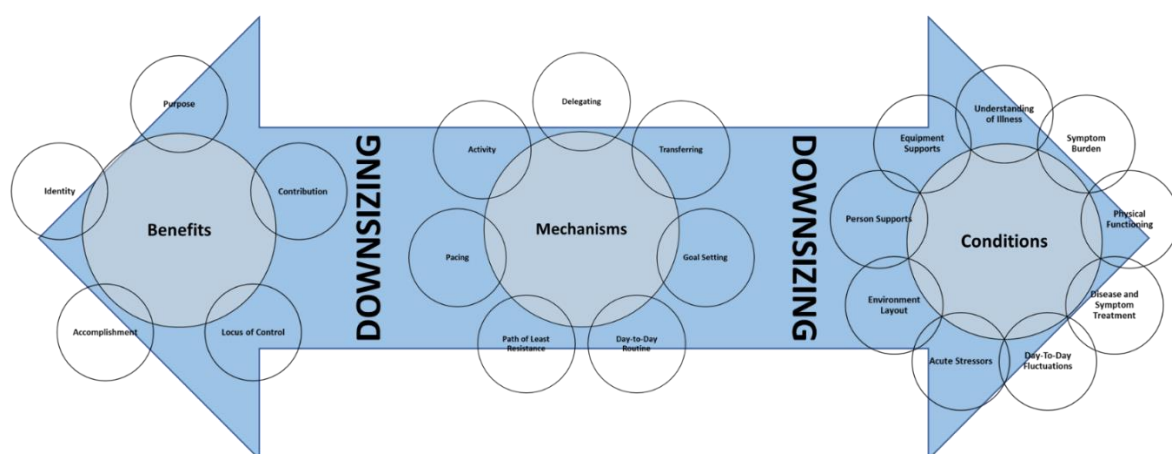 Purpose
Identity
Contribution
Benefits
Accomplishment
Locus of Control
DOWNSIZING
Delegating
Activity
Transferring
Mechanisms
Pacing
Goal Setting
Path of Least
Resistance
Day-to-Day
Routine
DOWNSIZING
Understanding
of Illness
Equipment
Supports
Symptom
Burden
Person Supports
Physical
Functioning
Conditions
Environment
Layout
Disease and
Symptom
Treatment
Acute Stressors
Day-To-Day
Fluctuations